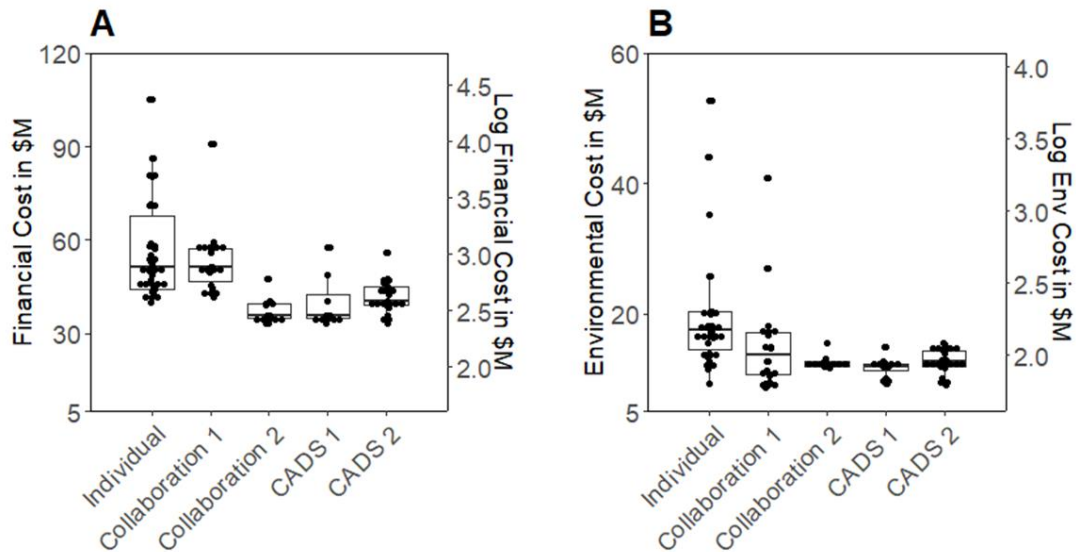 A
Financial Cost in $M
120
90
60
30
5
4.5
4.0
3.5
3.0
2.5
2.0
Log Financial Cost in $M
Individual
Collaboration 1
Collaboration 2
CADS 1
CADS 2
B
Environmental Cost in $M
60
40
20
5
4.0
3.5
3.0
2.5
2.0
Log Env Cost in $M
Individual
Collaboration 1
Collaboration 2
CADS 1
CADS 2